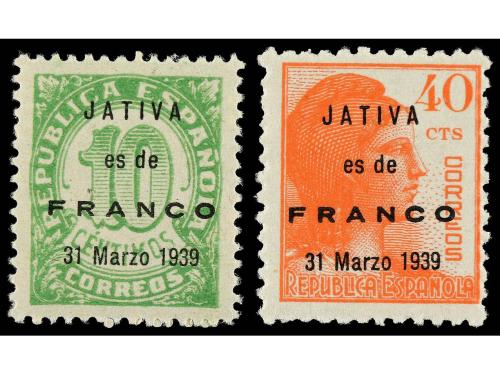 REPUBLICA ESPAÑOLA
10
CENTIMOS
CORREOS
JATIVA
es de
FRANCO
31 Marzo 1939
40
CTS
CORREOS
REPUBLICA ESPAÑOLA
JATIVA
es de
FRANCO
31 Marzo 1939